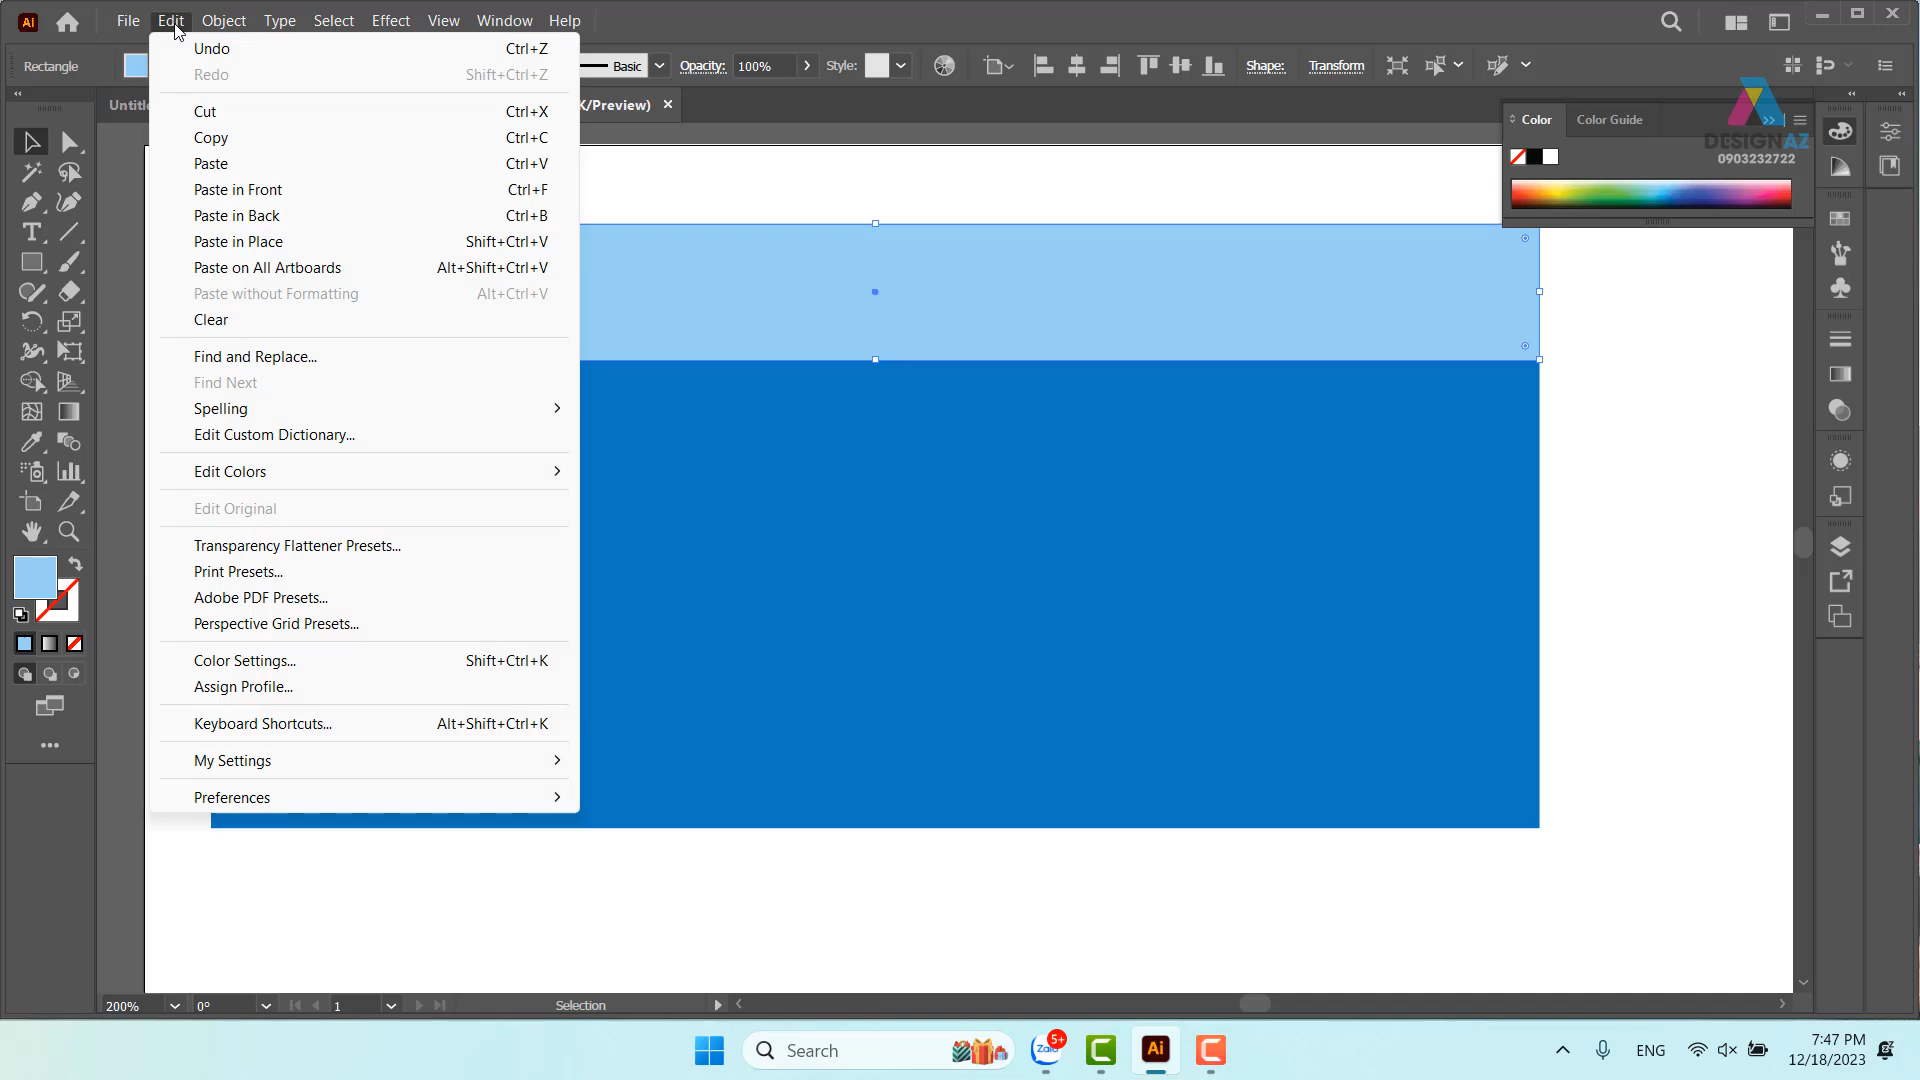 Ai File Edit Object Type Select Effect View Window Help
Rectangle Basic Opacity: 100% Style: Shape: Transform
K/Preview) ×
Color Color Guide
DESIGNAZ
0903232722
Undo Ctrl+Z
Redo Shift+Ctrl+Z
Cut Ctrl+X
Copy Ctrl+C
Paste Ctrl+V
Paste in Front Ctrl+F
Paste in Back Ctrl+B
Paste in Place Shift+Ctrl+V
Paste on All Artboards Alt+Shift+Ctrl+V
Paste without Formatting Alt+Ctrl+V
Clear
Find and Replace...
Find Next
Spelling
Edit Custom Dictionary...
Edit Colors
Edit Original
Transparency Flattener Presets...
Print Presets...
Adobe PDF Presets...
Perspective Grid Presets...
Color Settings... Shift+Ctrl+K
Assign Profile...
Keyboard Shortcuts... Alt+Shift+Ctrl+K
My Settings
Preferences
200% 0° 1 Selection
Search Zalo 5+ Ai ENG 7:47 PM
12/18/2023